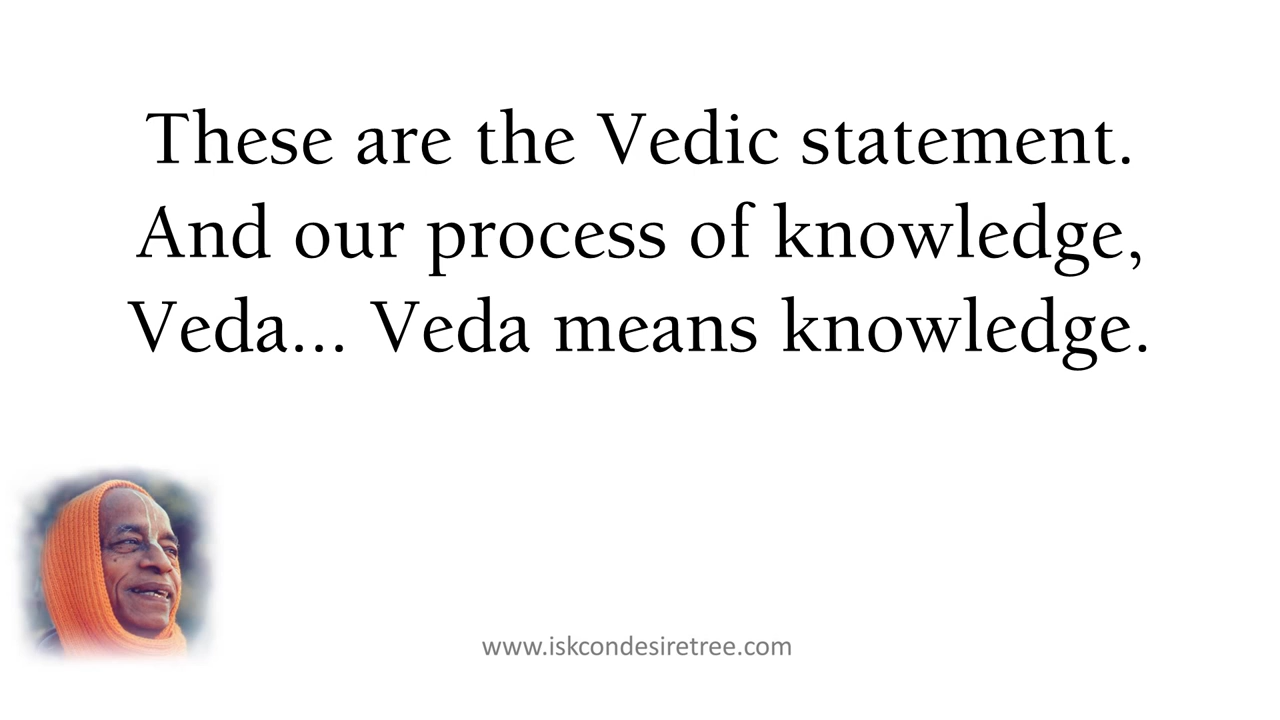 These are the Vedic statement.
And our process of knowledge,
Veda... Veda means knowledge.
www.iskcondesiretree.com